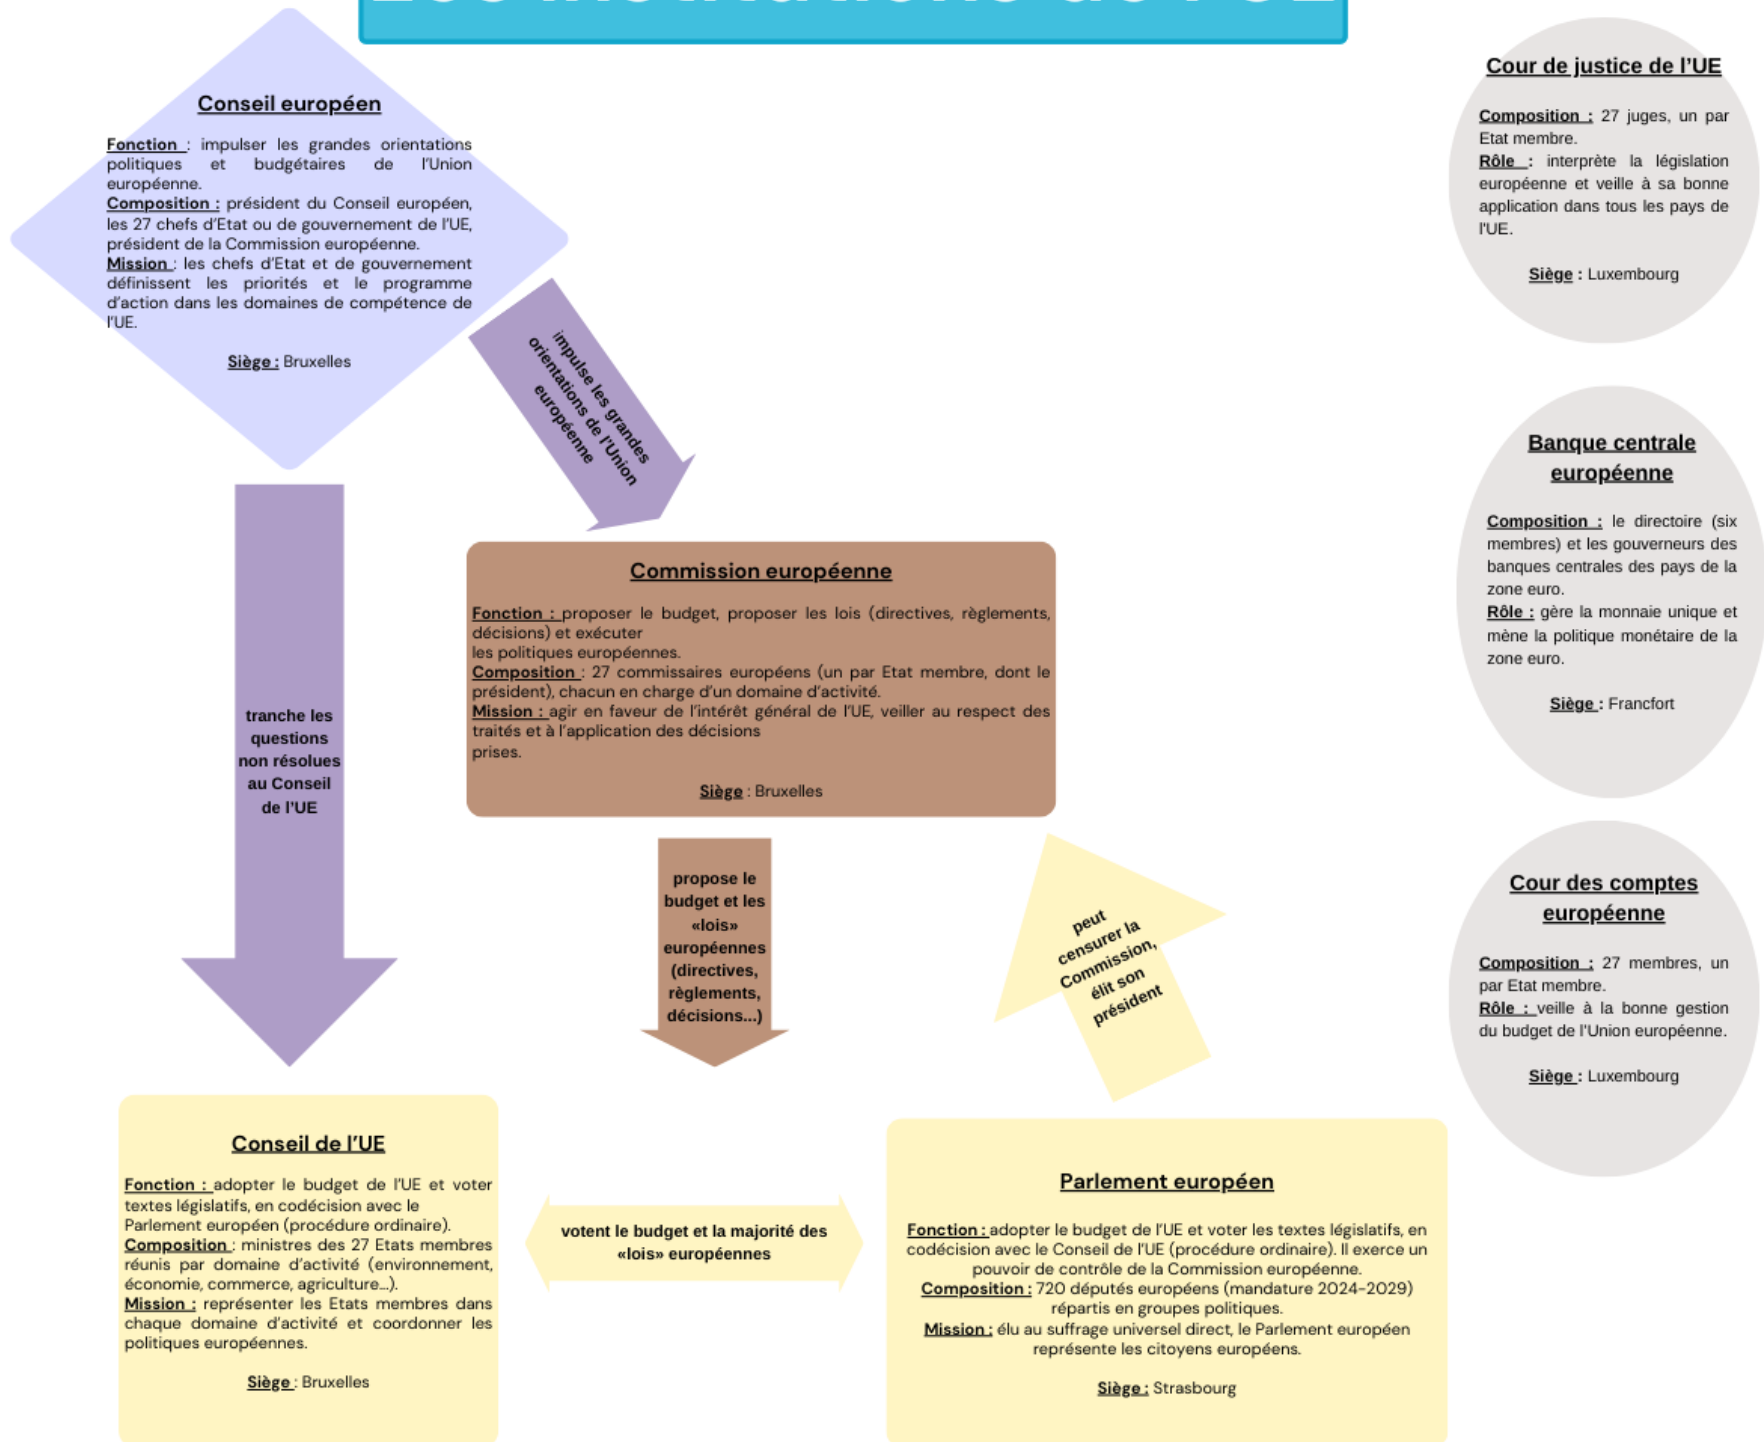 Conseil européen
Fonction : impulser les grandes orientations
politiques et budgétaires de l'Union
européenne.
Composition : président du Conseil européen,
les 27 chefs d'Etat ou de gouvernement de l'UE,
président de la Commission européenne.
Mission : les chefs d'Etat et de gouvernement
définissent les priorités et le programme
d'action dans les domaines de compétence de
l'UE.
Siège : Bruxelles
impulse les grandes
orientations de l'Union
européenne
tranche les
questions
non résolues
au Conseil
de l'UE
Commission européenne
Fonction : proposer le budget, proposer les lois (directives, règlements,
décisions) et exécuter
les politiques européennes.
Composition : 27 commissaires européens (un par Etat membre, dont le
président), chacun en charge d'un domaine d'activité.
Mission : agir en faveur de l'intérêt général de l'UE, veiller au respect des
traités et à l'application des décisions
prises.
Siège : Bruxelles
propose le
budget et les
«lois»
européennes
(directives,
règlements,
décisions...)
peut
censurer la
Commission,
élit son
président
Conseil de l'UE
Fonction : adopter le budget de l'UE et voter
textes législatifs, en codécision avec le
Parlement européen (procédure ordinaire).
Composition : ministres des 27 Etats membres
réunis par domaine d'activité (environnement,
économie, commerce, agriculture...).
Mission : représenter les Etats membres dans
chaque domaine d'activité et coordonner les
politiques européennes.
Siège : Bruxelles
votent le budget et la majorité des
«lois» européennes
Parlement européen
Fonction : adopter le budget de l'UE et voter les textes législatifs, en
codécision avec le Conseil de l'UE (procédure ordinaire). Il exerce un
pouvoir de contrôle de la Commission européenne.
Composition : 720 députés européens (mandature 2024-2029)
répartis en groupes politiques.
Mission : élu au suffrage universel direct, le Parlement européen
représente les citoyens européens.
Siège : Strasbourg
Cour de justice de l'UE
Composition : 27 juges, un par
Etat membre.
Rôle : interprète la législation
européenne et veille à sa bonne
application dans tous les pays de
l'UE.
Siège : Luxembourg
Banque centrale
européenne
Composition : le directoire (six
membres) et les gouverneurs des
banques centrales des pays de la
zone euro.
Rôle : gère la monnaie unique et
mène la politique monétaire de la
zone euro.
Siège : Francfort
Cour des comptes
européenne
Composition : 27 membres, un
par Etat membre.
Rôle : veille à la bonne gestion
du budget de l'Union européenne.
Siège : Luxembourg